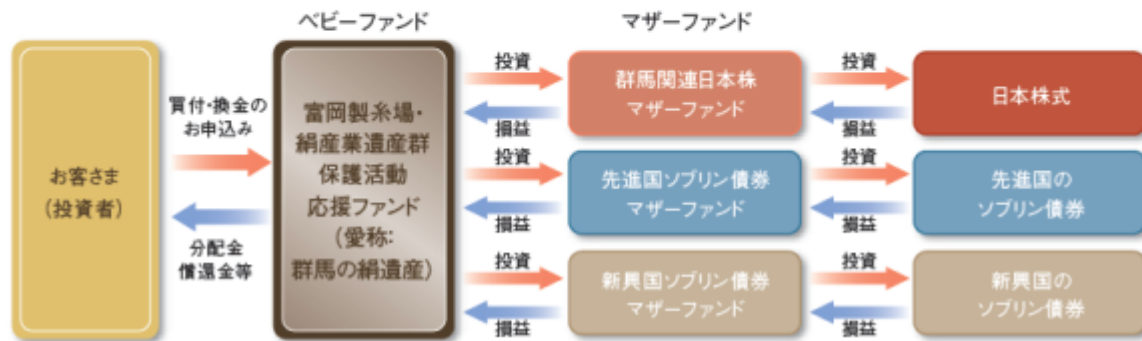 ベビーファンド
マザーファンド
お客さま
(投資者)
買付・換金の
お申込み
分配金
償還金等
富岡製糸場・
絹産業遺産群
保護活動
応援ファンド
(愛称:
群馬の絹遺産)
投資
損益
投資
損益
投資
損益
群馬関連日本株
マザーファンド
先進国ソブリン債券
マザーファンド
新興国ソブリン債券
マザーファンド
投資
損益
投資
損益
投資
損益
日本株式
先進国の
ソブリン債券
新興国の
ソブリン債券